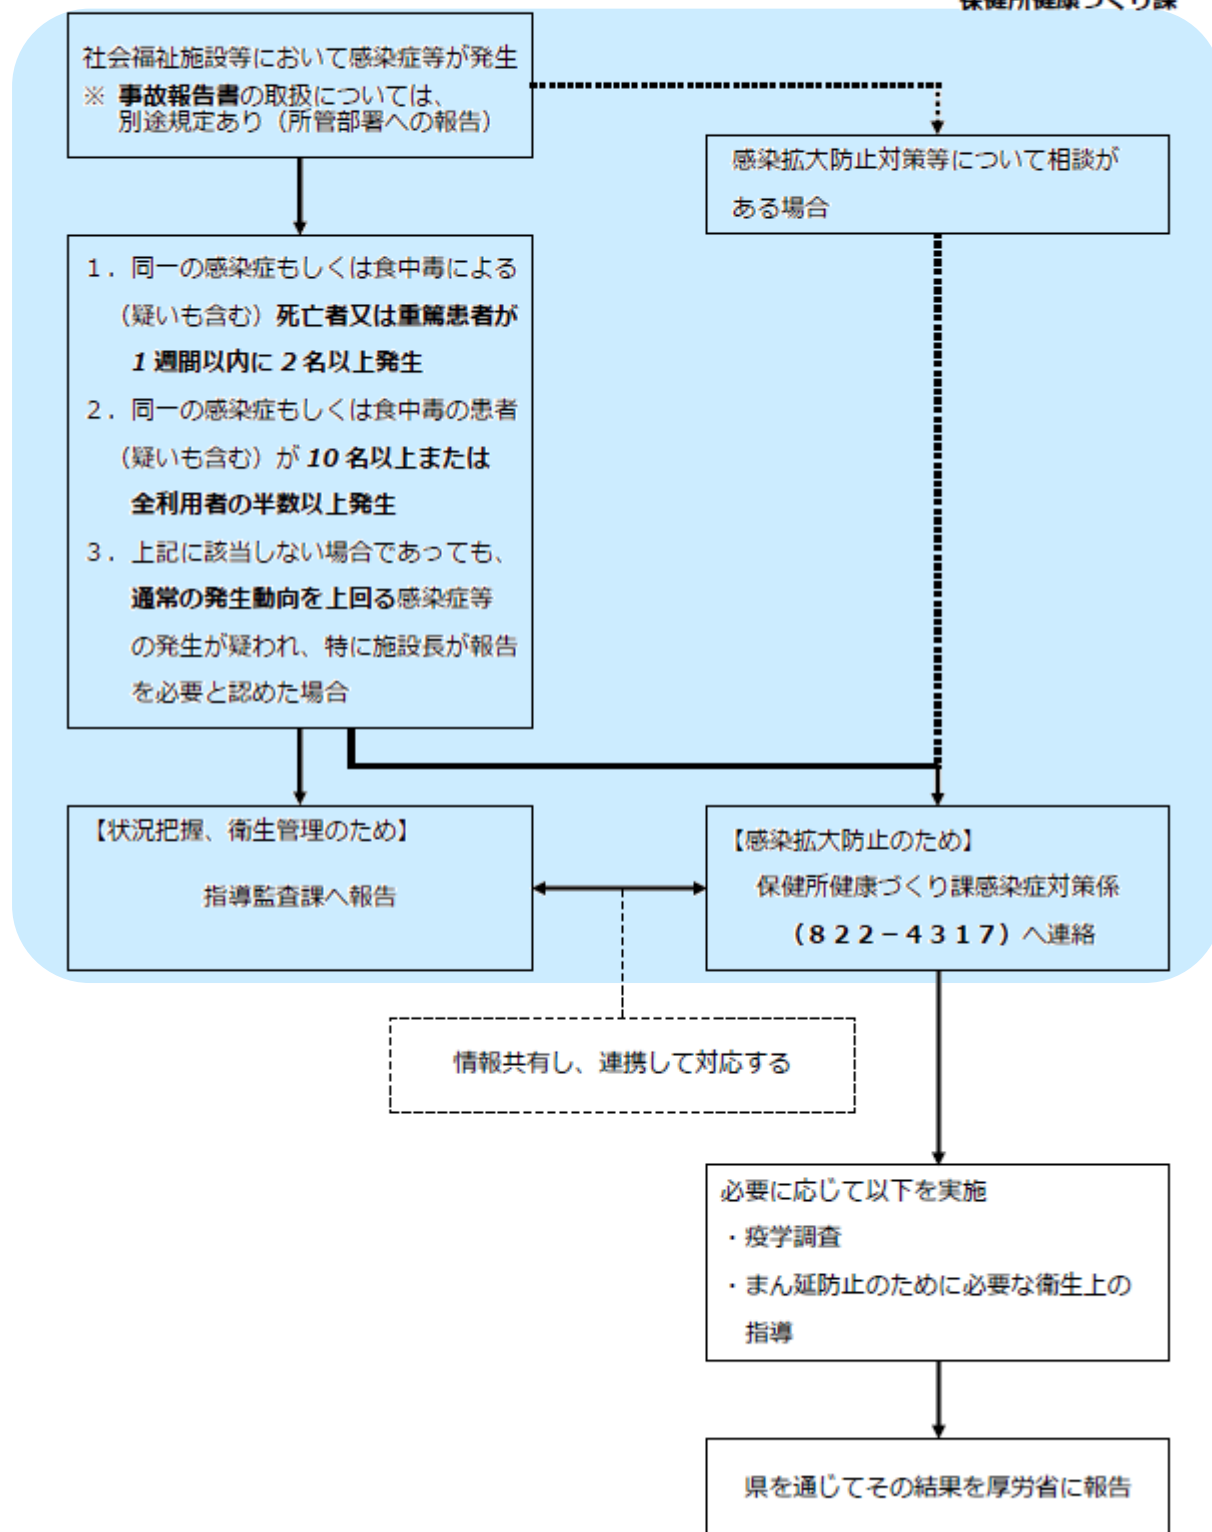 保健所健康づくり課
社会福祉施設等において感染症等が発生
※ 事故報告書の取扱については、
別途規定あり（所管部署への報告）
感染拡大防止対策等について相談が
ある場合
１．同一の感染症もしくは食中毒による
（疑いも含む）死亡者又は重篤患者が
1 週間以内に 2 名以上発生
２．同一の感染症もしくは食中毒の患者
（疑いも含む）が 10 名以上または
全利用者の半数以上発生
３．上記に該当しない場合であっても、
通常の発生動向を上回る感染症等
の発生が疑われ、特に施設長が報告
を必要と認めた場合
【状況把握、衛生管理のため】
指導監査課へ報告
【感染拡大防止のため】
保健所健康づくり課感染症対策係
（８２２－４３１７）へ連絡
情報共有し、連携して対応する
必要に応じて以下を実施
・疫学調査
・まん延防止のために必要な衛生上の
指導
県を通じてその結果を厚労省に報告